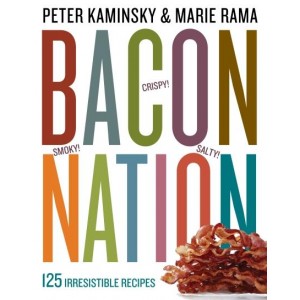 PETER KAMINSKY & MARIE RAMA
BACON
CRISPY!
SMOKY!
SALTY!
NATION
125 IRRESISTIBLE RECIPES